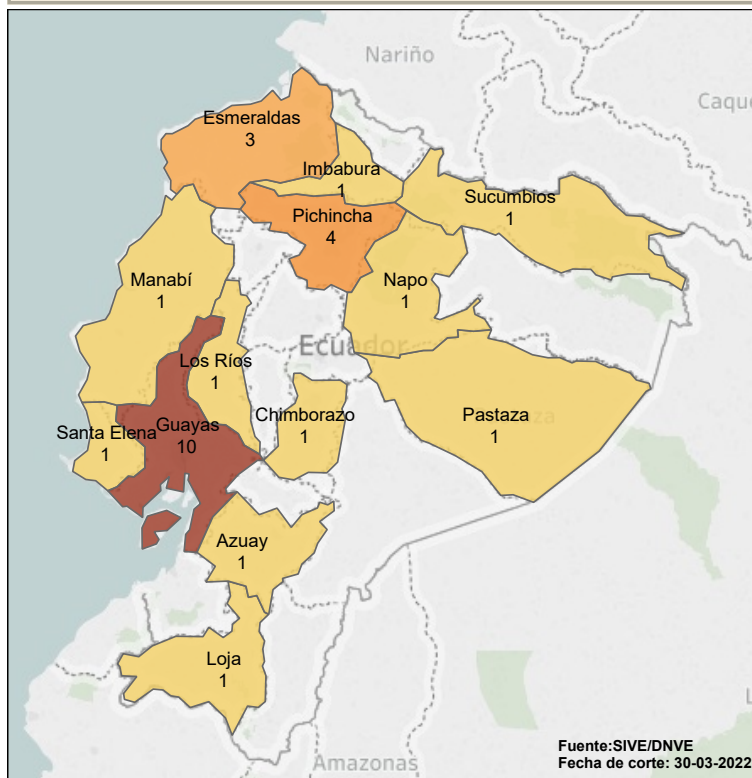 Nariño
Caque
Esmeraldas
3
Imbabura
1
Sucumbios
1
Pichincha
4
Manabí
1
Napo
1
Ecuador
Los Ríos
1
Chimborazo
1
Pastaza
1
Santa Elena
1
Guayas
10
Azuay
1
Loja
1
Amazonas
L
Fuente:SIVE/DNVE
Fecha de corte: 30-03-2022